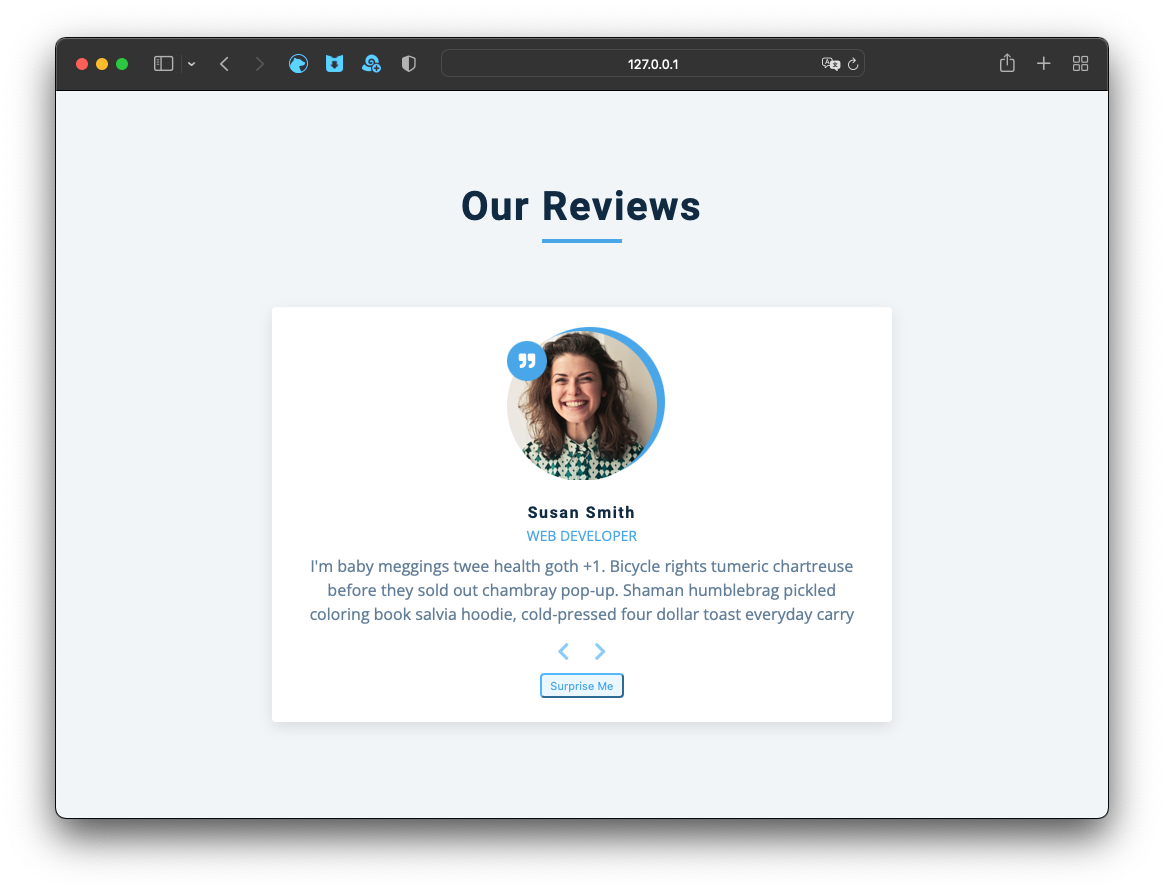 127.0.0.1
Our Reviews
Susan Smith
WEB DEVELOPER
I'm baby meggings twee health goth +1. Bicycle rights tumeric chartreuse
before they sold out chambray pop-up. Shaman humblebrag pickled
coloring book salvia hoodie, cold-pressed four dollar toast everyday carry
Surprise Me